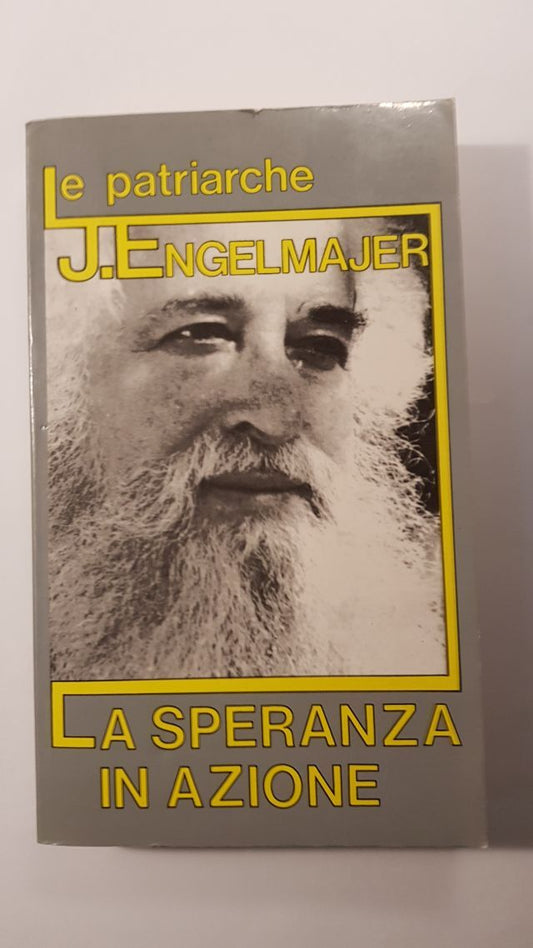 Le patriarche
J. ENGELMAJER
LA SPERANZA
IN AZIONE